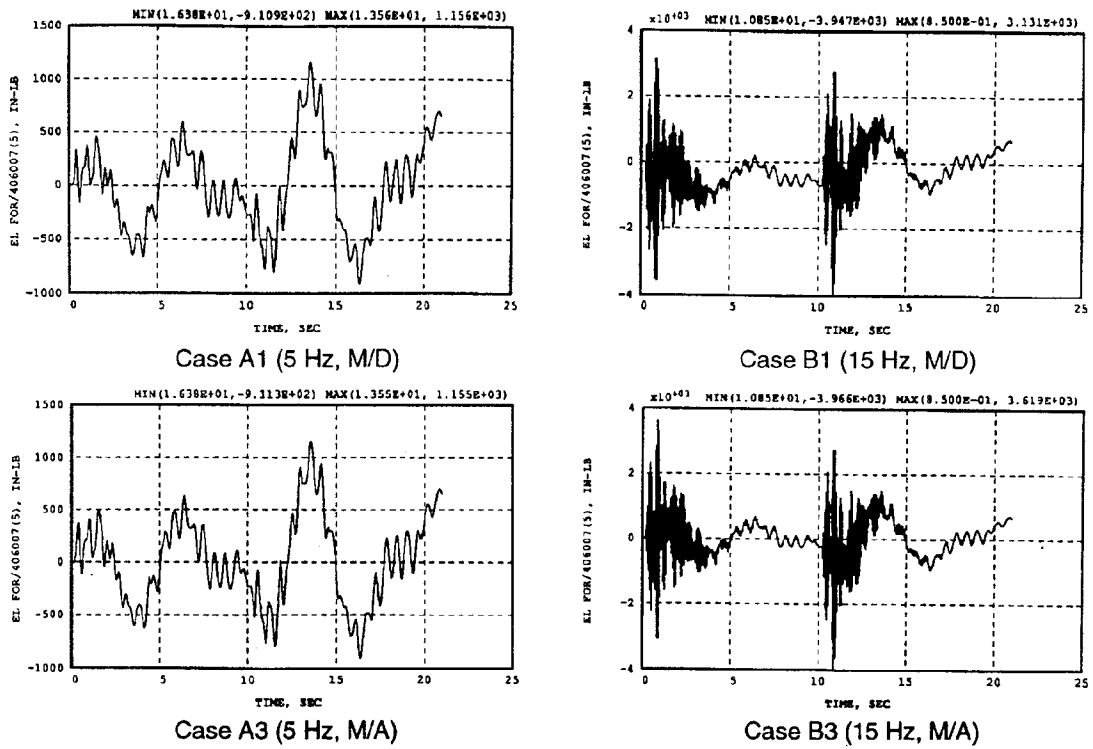 MIN(1.638E+01,-9.109E+02) MAX(1.356E+01, 1.156E+03)
1500
1000
500
0
-500
-1000
EL FOR/406007(5), IN-LB
0 5 10 15 20 25
TIME, SEC
Case A1 (5 Hz, M/D)
x10+03 MIN(1.085E+01,-3.947E+03) MAX(8.500E-01, 3.131E+03)
4
2
0
-2
-4
EL FOR/406007(5), IN-LB
0 5 10 15 20 25
TIME, SEC
Case B1 (15 Hz, M/D)
MIN(1.638E+01,-9.113E+02) MAX(1.355E+01, 1.155E+03)
1500
1000
500
0
-500
-1000
EL FOR/406007(5), IN-LB
0 5 10 15 20 25
TIME, SEC
Case A3 (5 Hz, M/A)
x10+03 MIN(1.085E+01,-3.966E+03) MAX(8.500E-01, 3.619E+03)
4
2
0
-2
-4
EL FOR/406007(5), IN-LB
0 5 10 15 20 25
TIME, SEC
Case B3 (15 Hz, M/A)